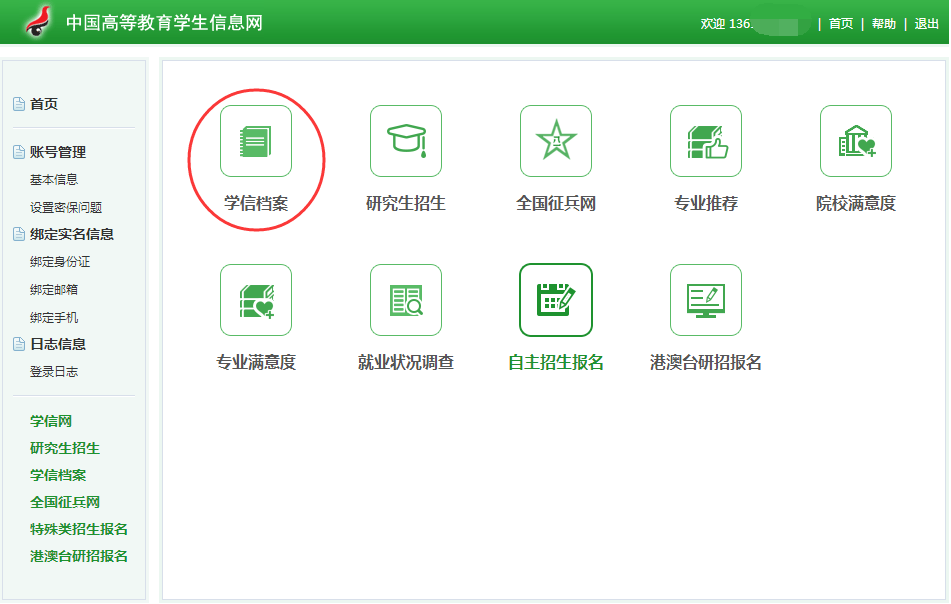 中国高等教育学生信息网
欢迎 136. | 首页 | 帮助 | 退出
首页
账号管理
基本信息
设置密保问题
绑定实名信息
绑定身份证
绑定邮箱
绑定手机
日志信息
登录日志
学信网
研究生招生
学信档案
全国征兵网
特殊类招生报名
港澳台研招报名
学信档案 研究生招生 全国征兵网 专业推荐 院校满意度
专业满意度 就业状况调查 自主招生报名 港澳台研招报名